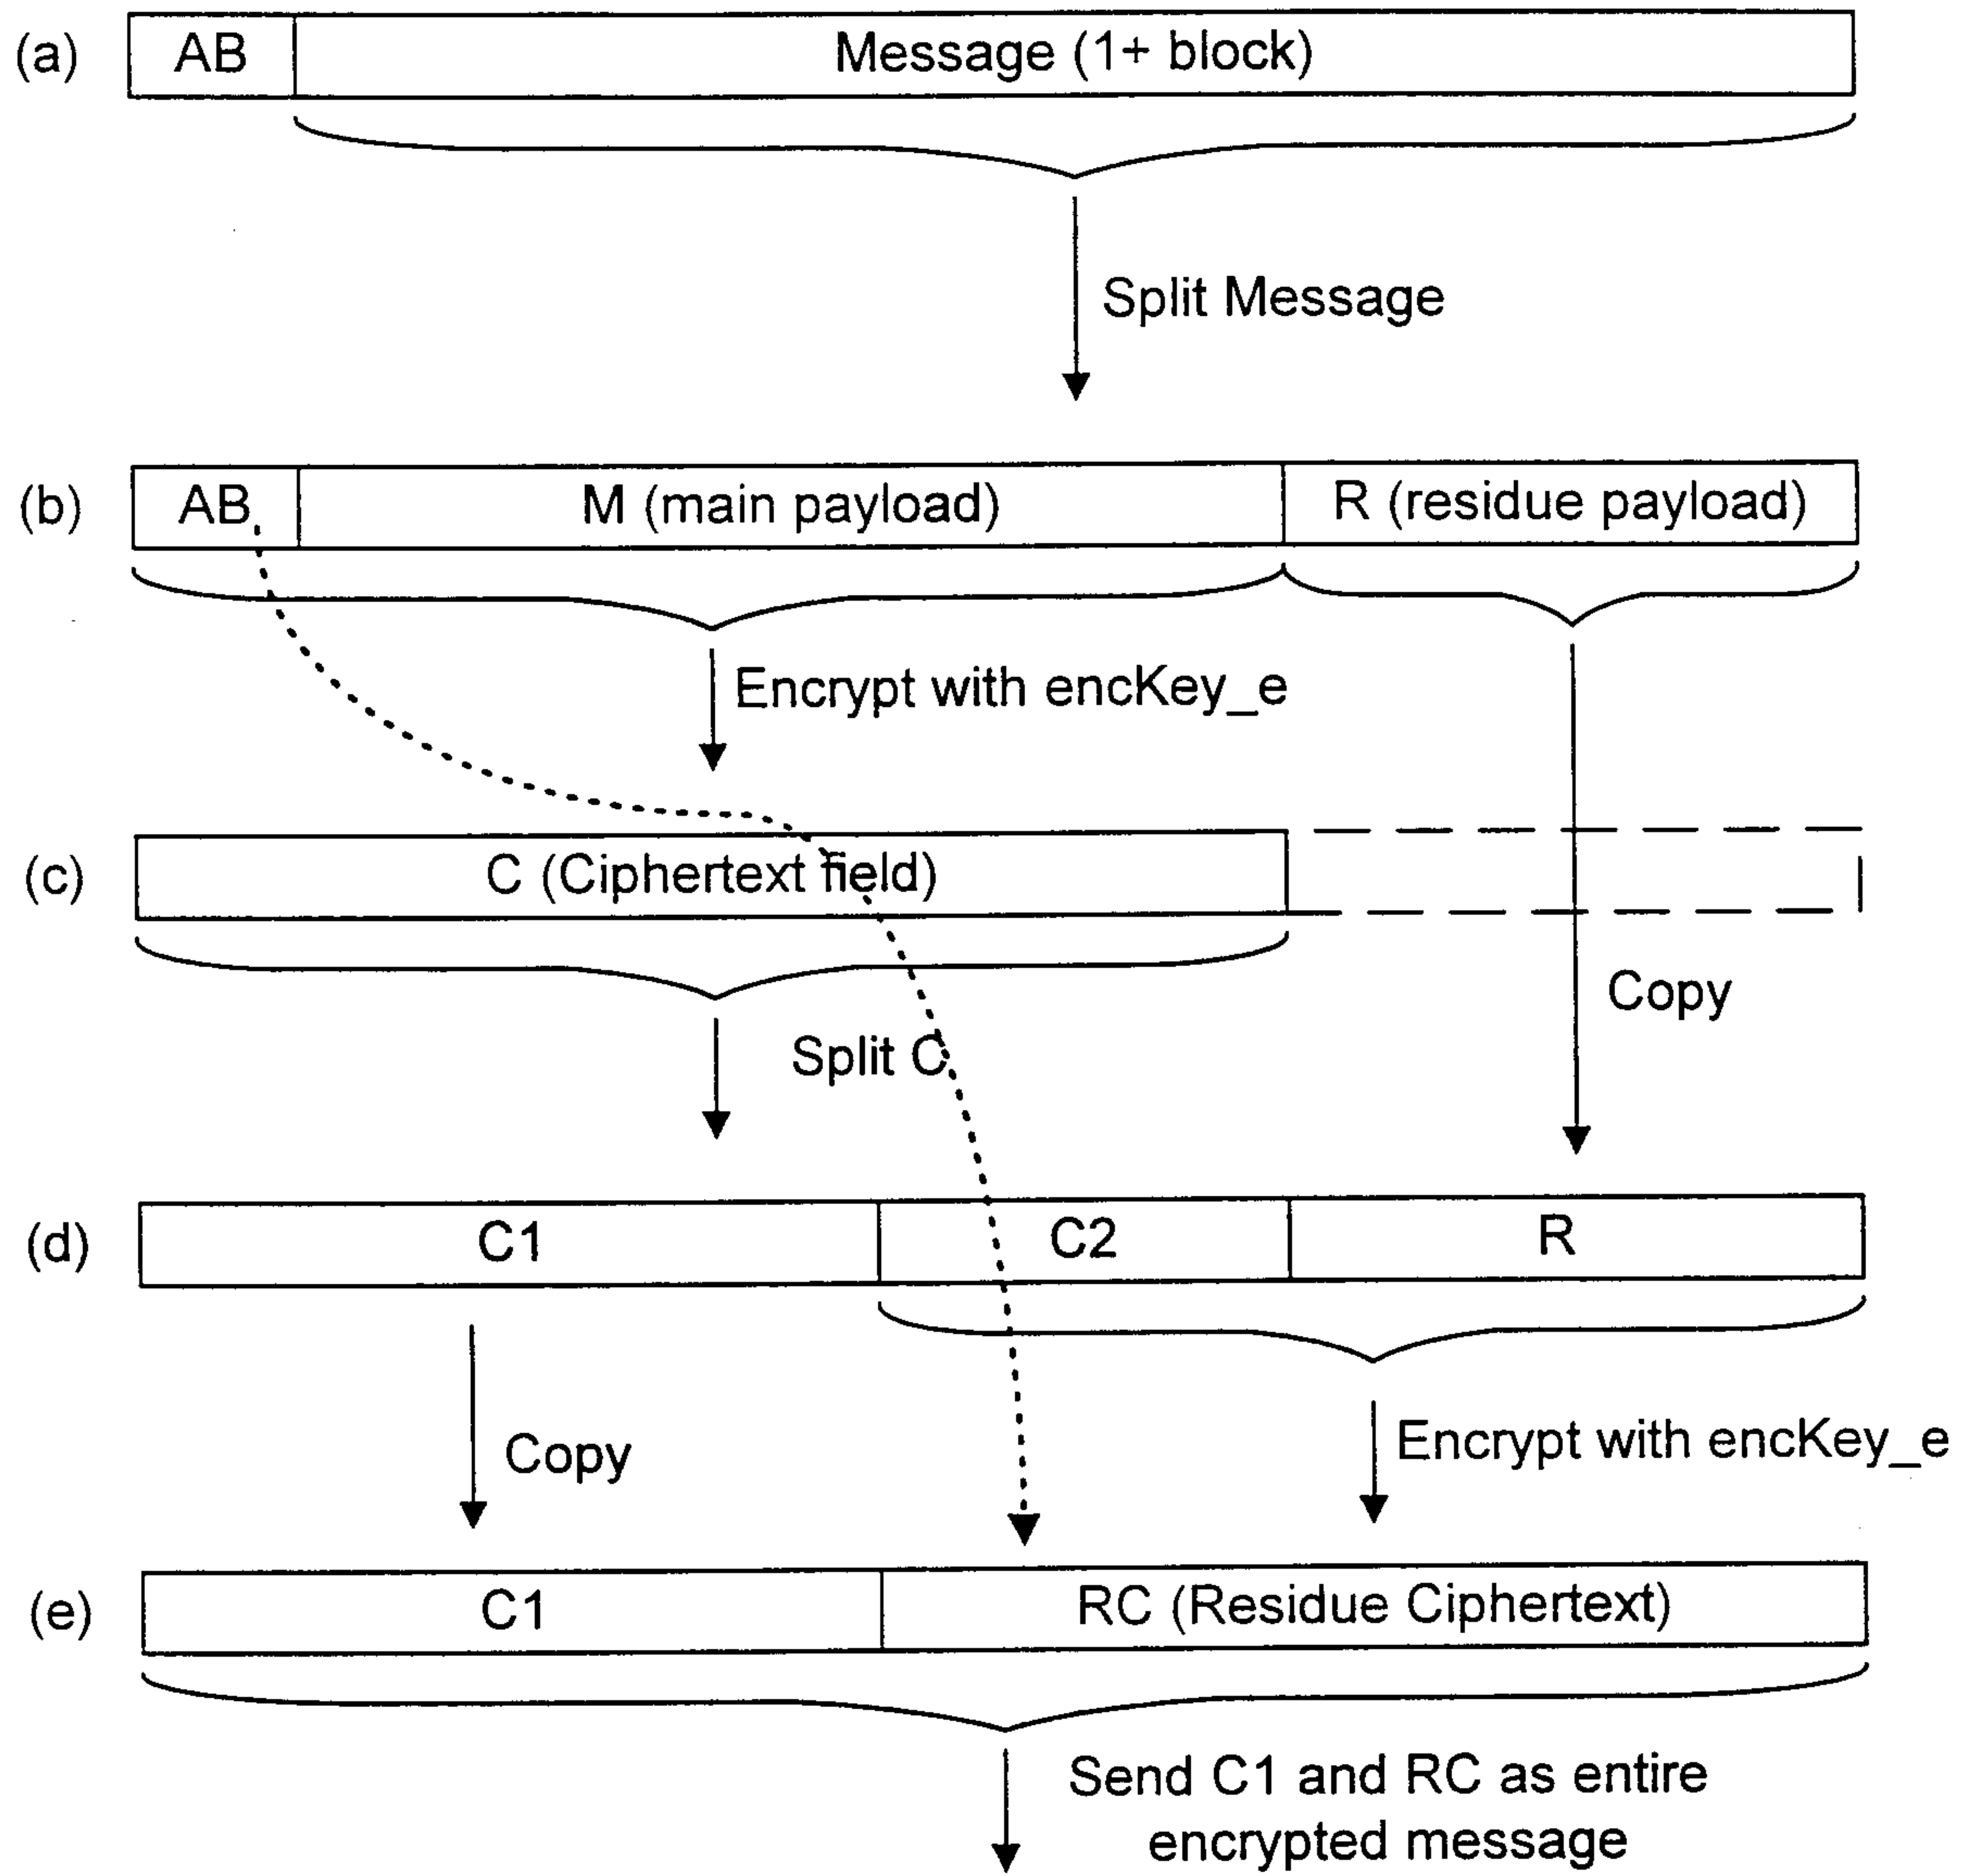 (a) AB Message (1+ block)
Split Message
(b) AB M (main payload) R (residue payload)
Encrypt with encKey_e
(c) C (Ciphertext field)
Copy
Split C
(d) C1 C2 R
Copy
Encrypt with encKey_e
(e) C1 RC (Residue Ciphertext)
Send C1 and RC as entire
encrypted message